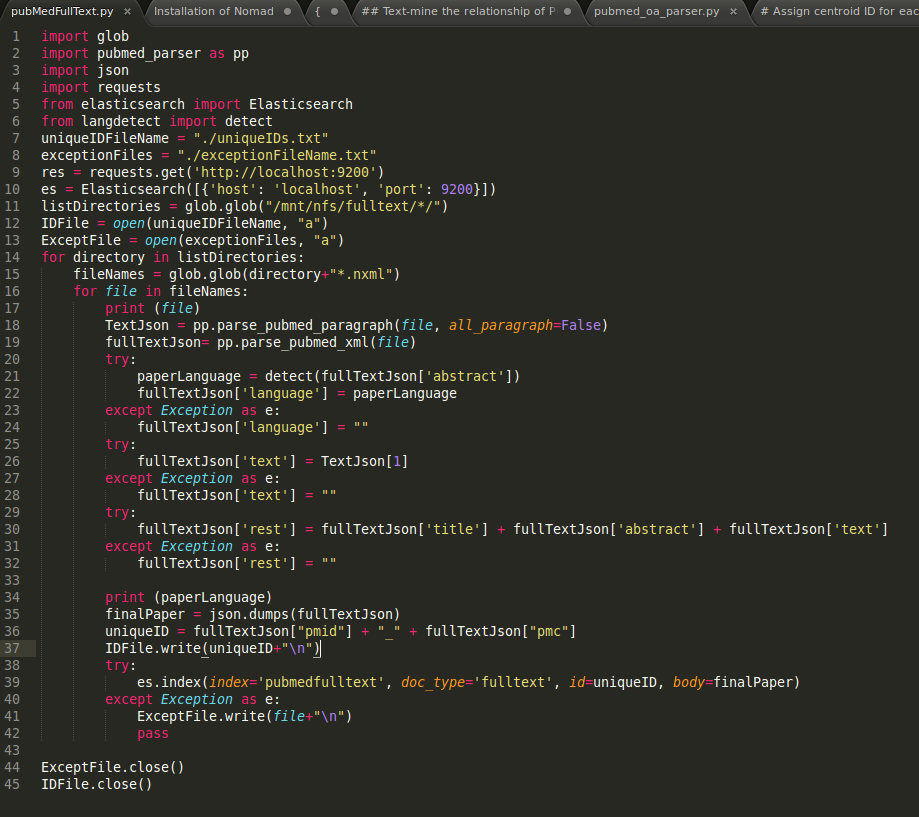 pubMedFullText.py × Installation of Nomad { ## Text-mine the relationship of P pubmed_oa_parser.py × # Assign centroid ID for eac
1 import glob
2 import pubmed_parser as pp
3 import json
4 import requests
5 from elasticsearch import Elasticsearch
6 from langdetect import detect
7 uniqueIDFileName = "./uniqueIDs.txt"
8 exceptionFiles = "./exceptionFileName.txt"
9 res = requests.get('http://localhost:9200')
10 es = Elasticsearch([{'host': 'localhost', 'port': 9200}])
11 listDirectories = glob.glob("/mnt/nfs/fulltext/*/")
12 IDFile = open(uniqueIDFileName, "a")
13 ExceptFile = open(exceptionFiles, "a")
14 for directory in listDirectories:
15     fileNames = glob.glob(directory+"*.nxml")
16     for file in fileNames:
17         print (file)
18         TextJson = pp.parse_pubmed_paragraph(file, all_paragraph=False)
19         fullTextJson= pp.parse_pubmed_xml(file)
20         try:
21             paperLanguage = detect(fullTextJson['abstract'])
22             fullTextJson['language'] = paperLanguage
23         except Exception as e:
24             fullTextJson['language'] = ""
25         try:
26             fullTextJson['text'] = TextJson[1]
27         except Exception as e:
28             fullTextJson['text'] = ""
29         try:
30             fullTextJson['rest'] = fullTextJson['title'] + fullTextJson['abstract'] + fullTextJson['text']
31         except Exception as e:
32             fullTextJson['rest'] = ""
33
34         print (paperLanguage)
35         finalPaper = json.dumps(fullTextJson)
36         uniqueID = fullTextJson["pmid"] + "_" + fullTextJson["pmc"]
37         IDFile.write(uniqueID+"\n")
38         try:
39             es.index(index='pubmedfulltext', doc_type='fulltext', id=uniqueID, body=finalPaper)
40         except Exception as e:
41             ExceptFile.write(file+"\n")
42             pass
43
44 ExceptFile.close()
45 IDFile.close()